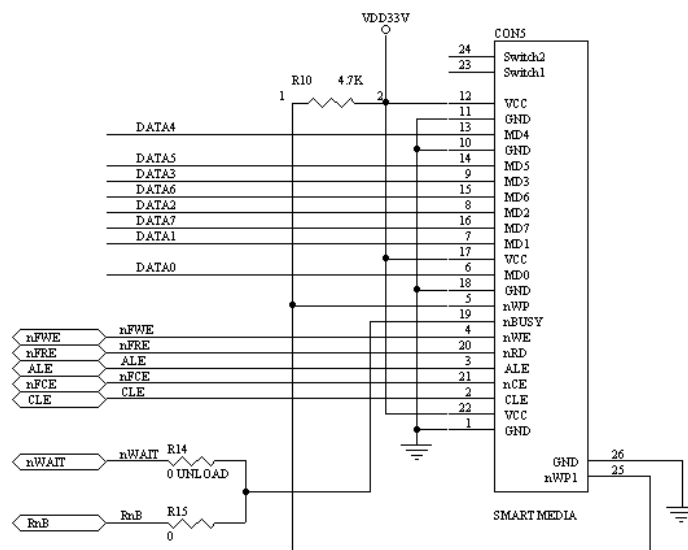 VDD33V
CON5
24 Switch2
23 Switch1
R10 4.7K
1 2 12 VCC
11 GND
DATA4 13 MD4
10 GND
DATA5 14 MD5
DATA3 9 MD3
DATA6 15 MD6
DATA2 8 MD2
DATA7 16 MD7
DATA1 7 MD1
17 VCC
DATA0 6 MD0
18 GND
5 nWP
19 nBUSY
nFWE nFWE 4 nWE
nFRE nFRE 20 nRD
ALE ALE 3 ALE
nFCE nFCE 21 nCE
CLE CLE 2 CLE
22 VCC
1 GND
nWAIT nWAIT R14
0 UNLOAD
GND 26
nWP1 25
RnB RnB R15
0
SMART MEDIA